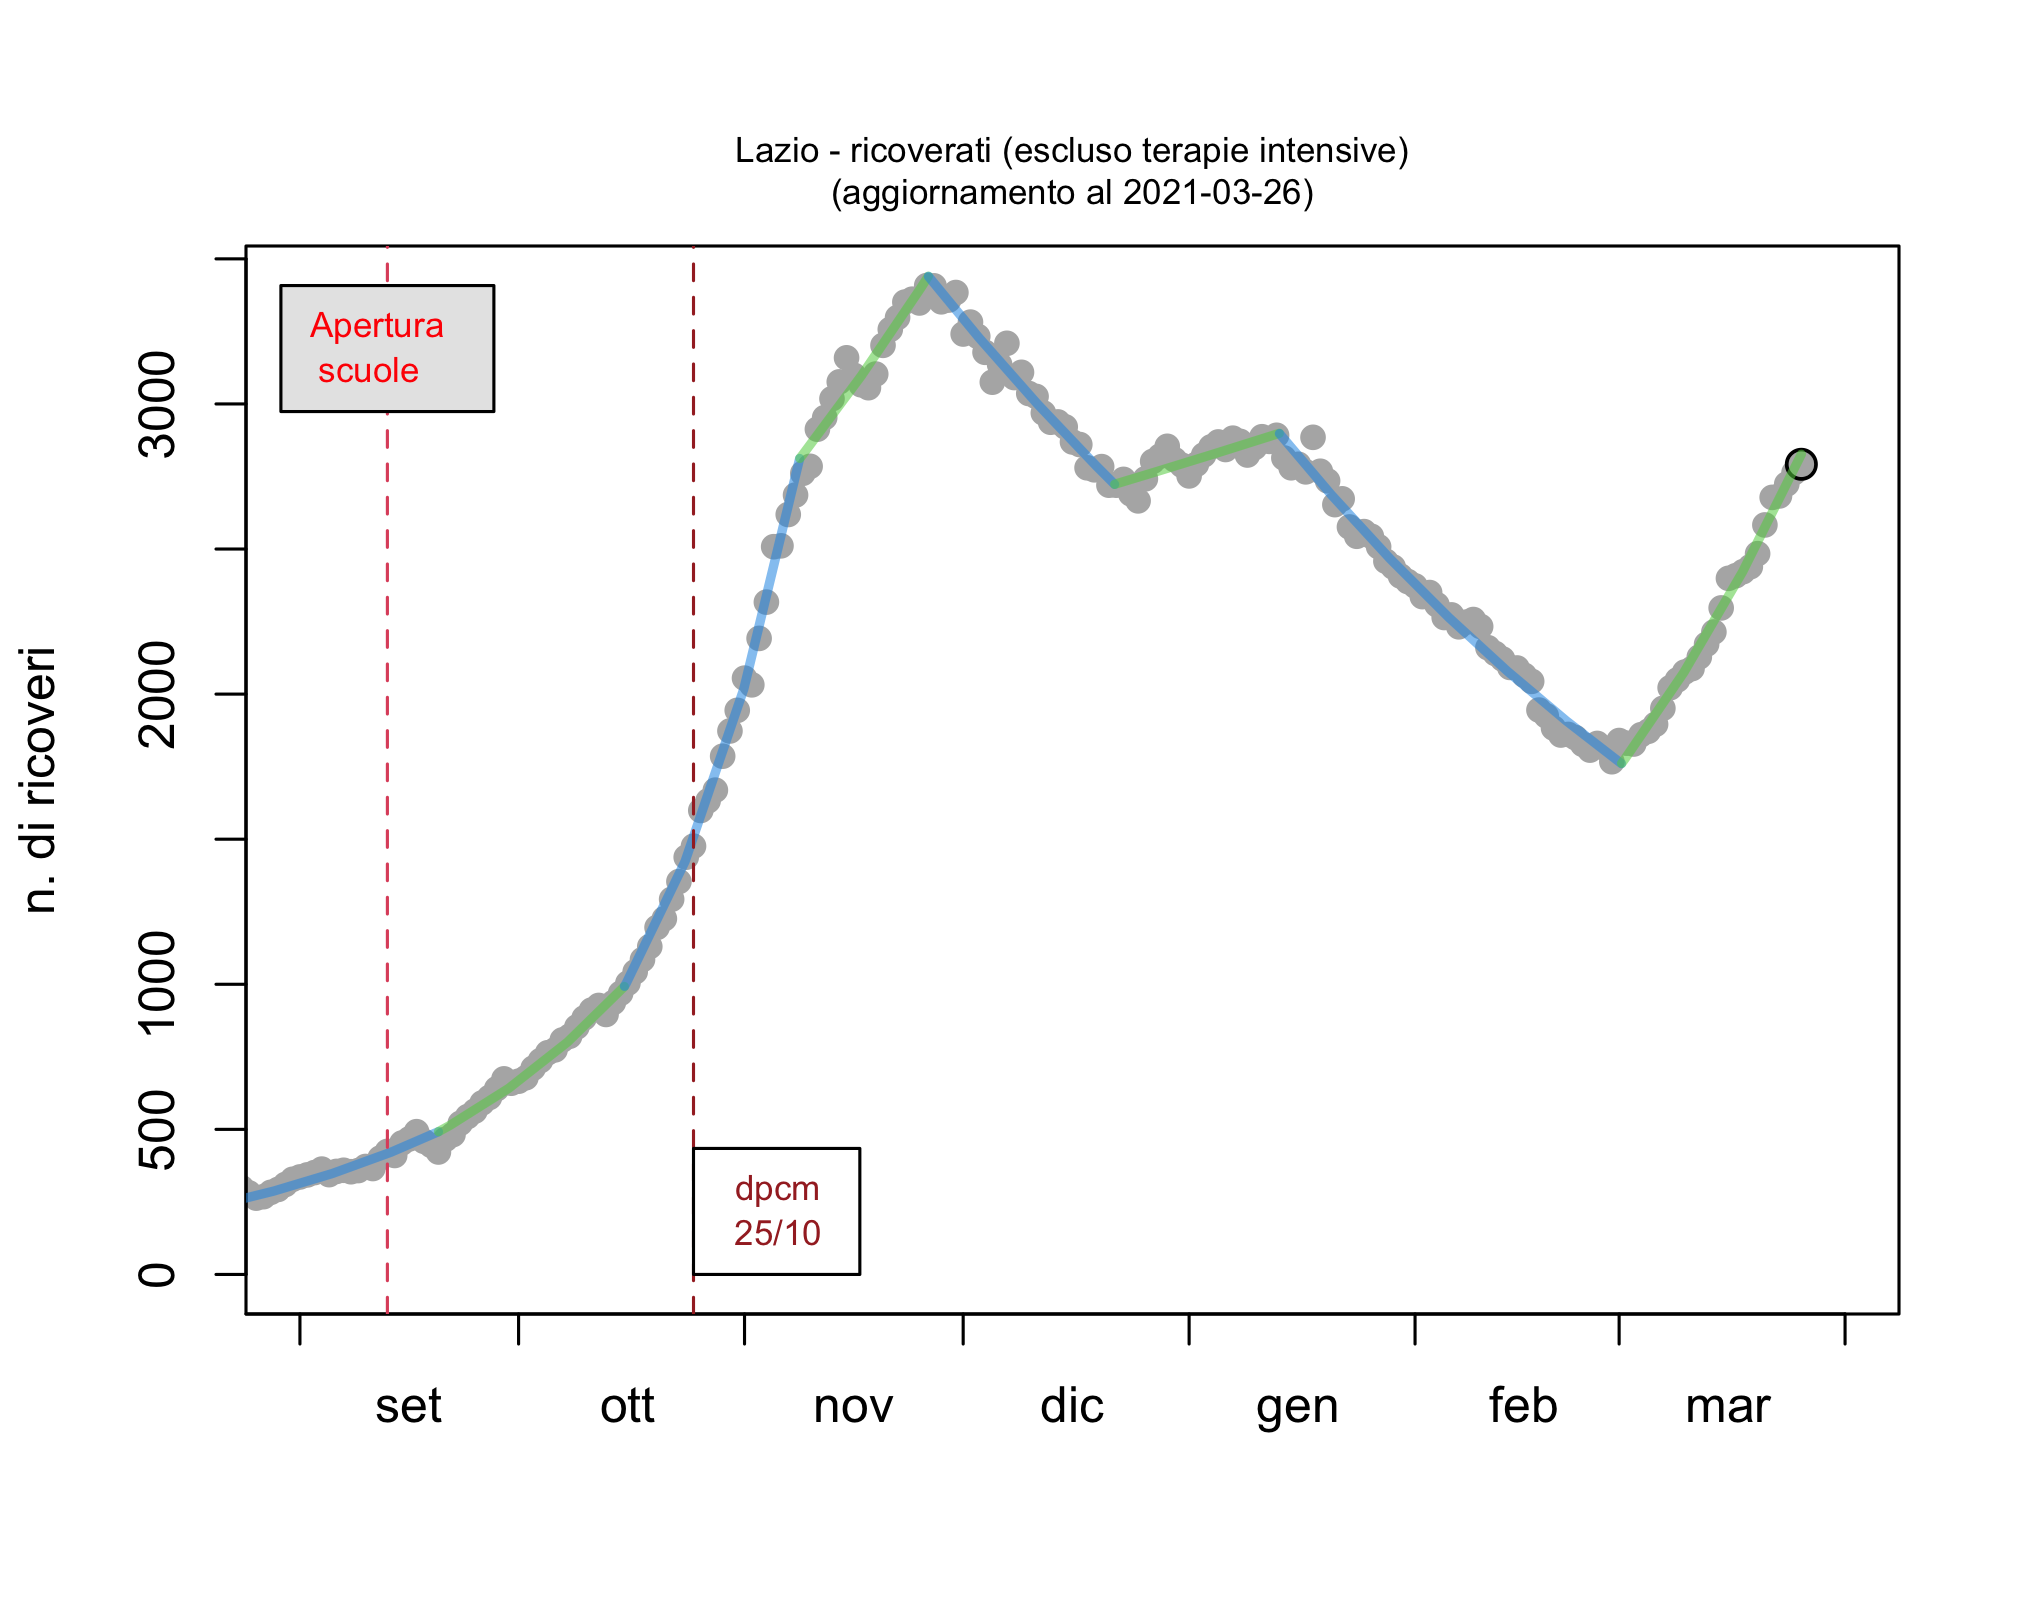 Lazio - ricoverati (escluso terapie intensive)
(aggiornamento al 2021-03-26)
Apertura
scuole
dpcm
25/10
n. di ricoveri
3000
2000
1000
500
0
set ott nov dic gen feb mar